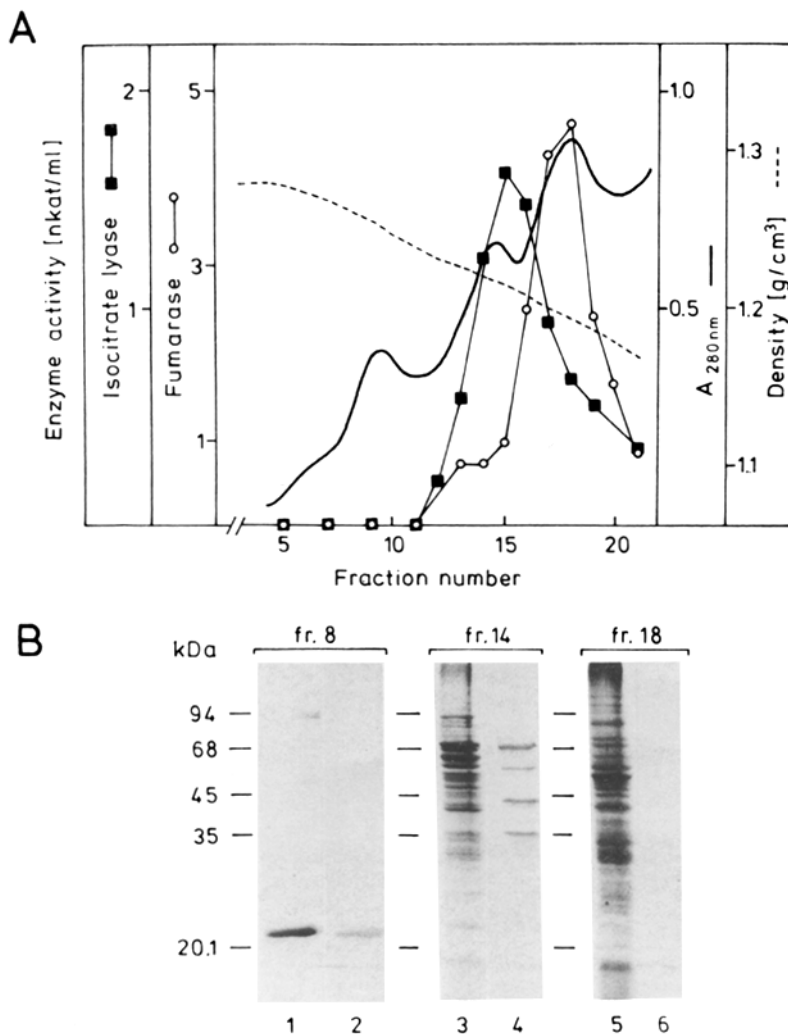 A
Enzyme activity [nkat/ml]
Isocitrate lyase
Fumarase
2
1
5
3
1
1.0
0.5
A 280nm
1.3
1.2
1.1
Density [g/cm³]
5 10 15 20
Fraction number
B
kDa
fr. 8 fr.14 fr.18
94
68
45
35
20.1
1 2 3 4 5 6